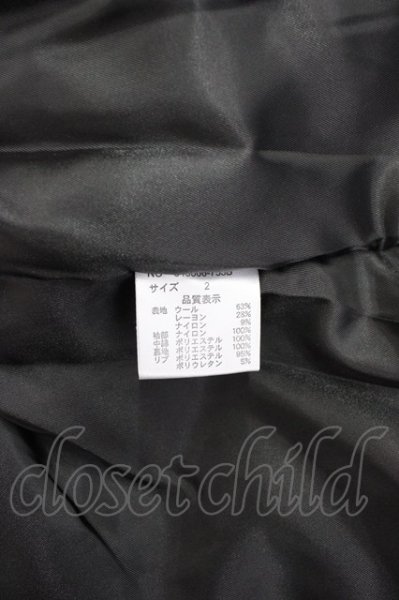 サイズ 2
品質表示
表地 ウール 63%
レーヨン 28%
ナイロン 9%
袖部 ナイロン 100%
中綿 ポリエステル 100%
裏地 ポリエステル 100%
リブ ポリエステル 95%
ポリウレタン 5%
closet child